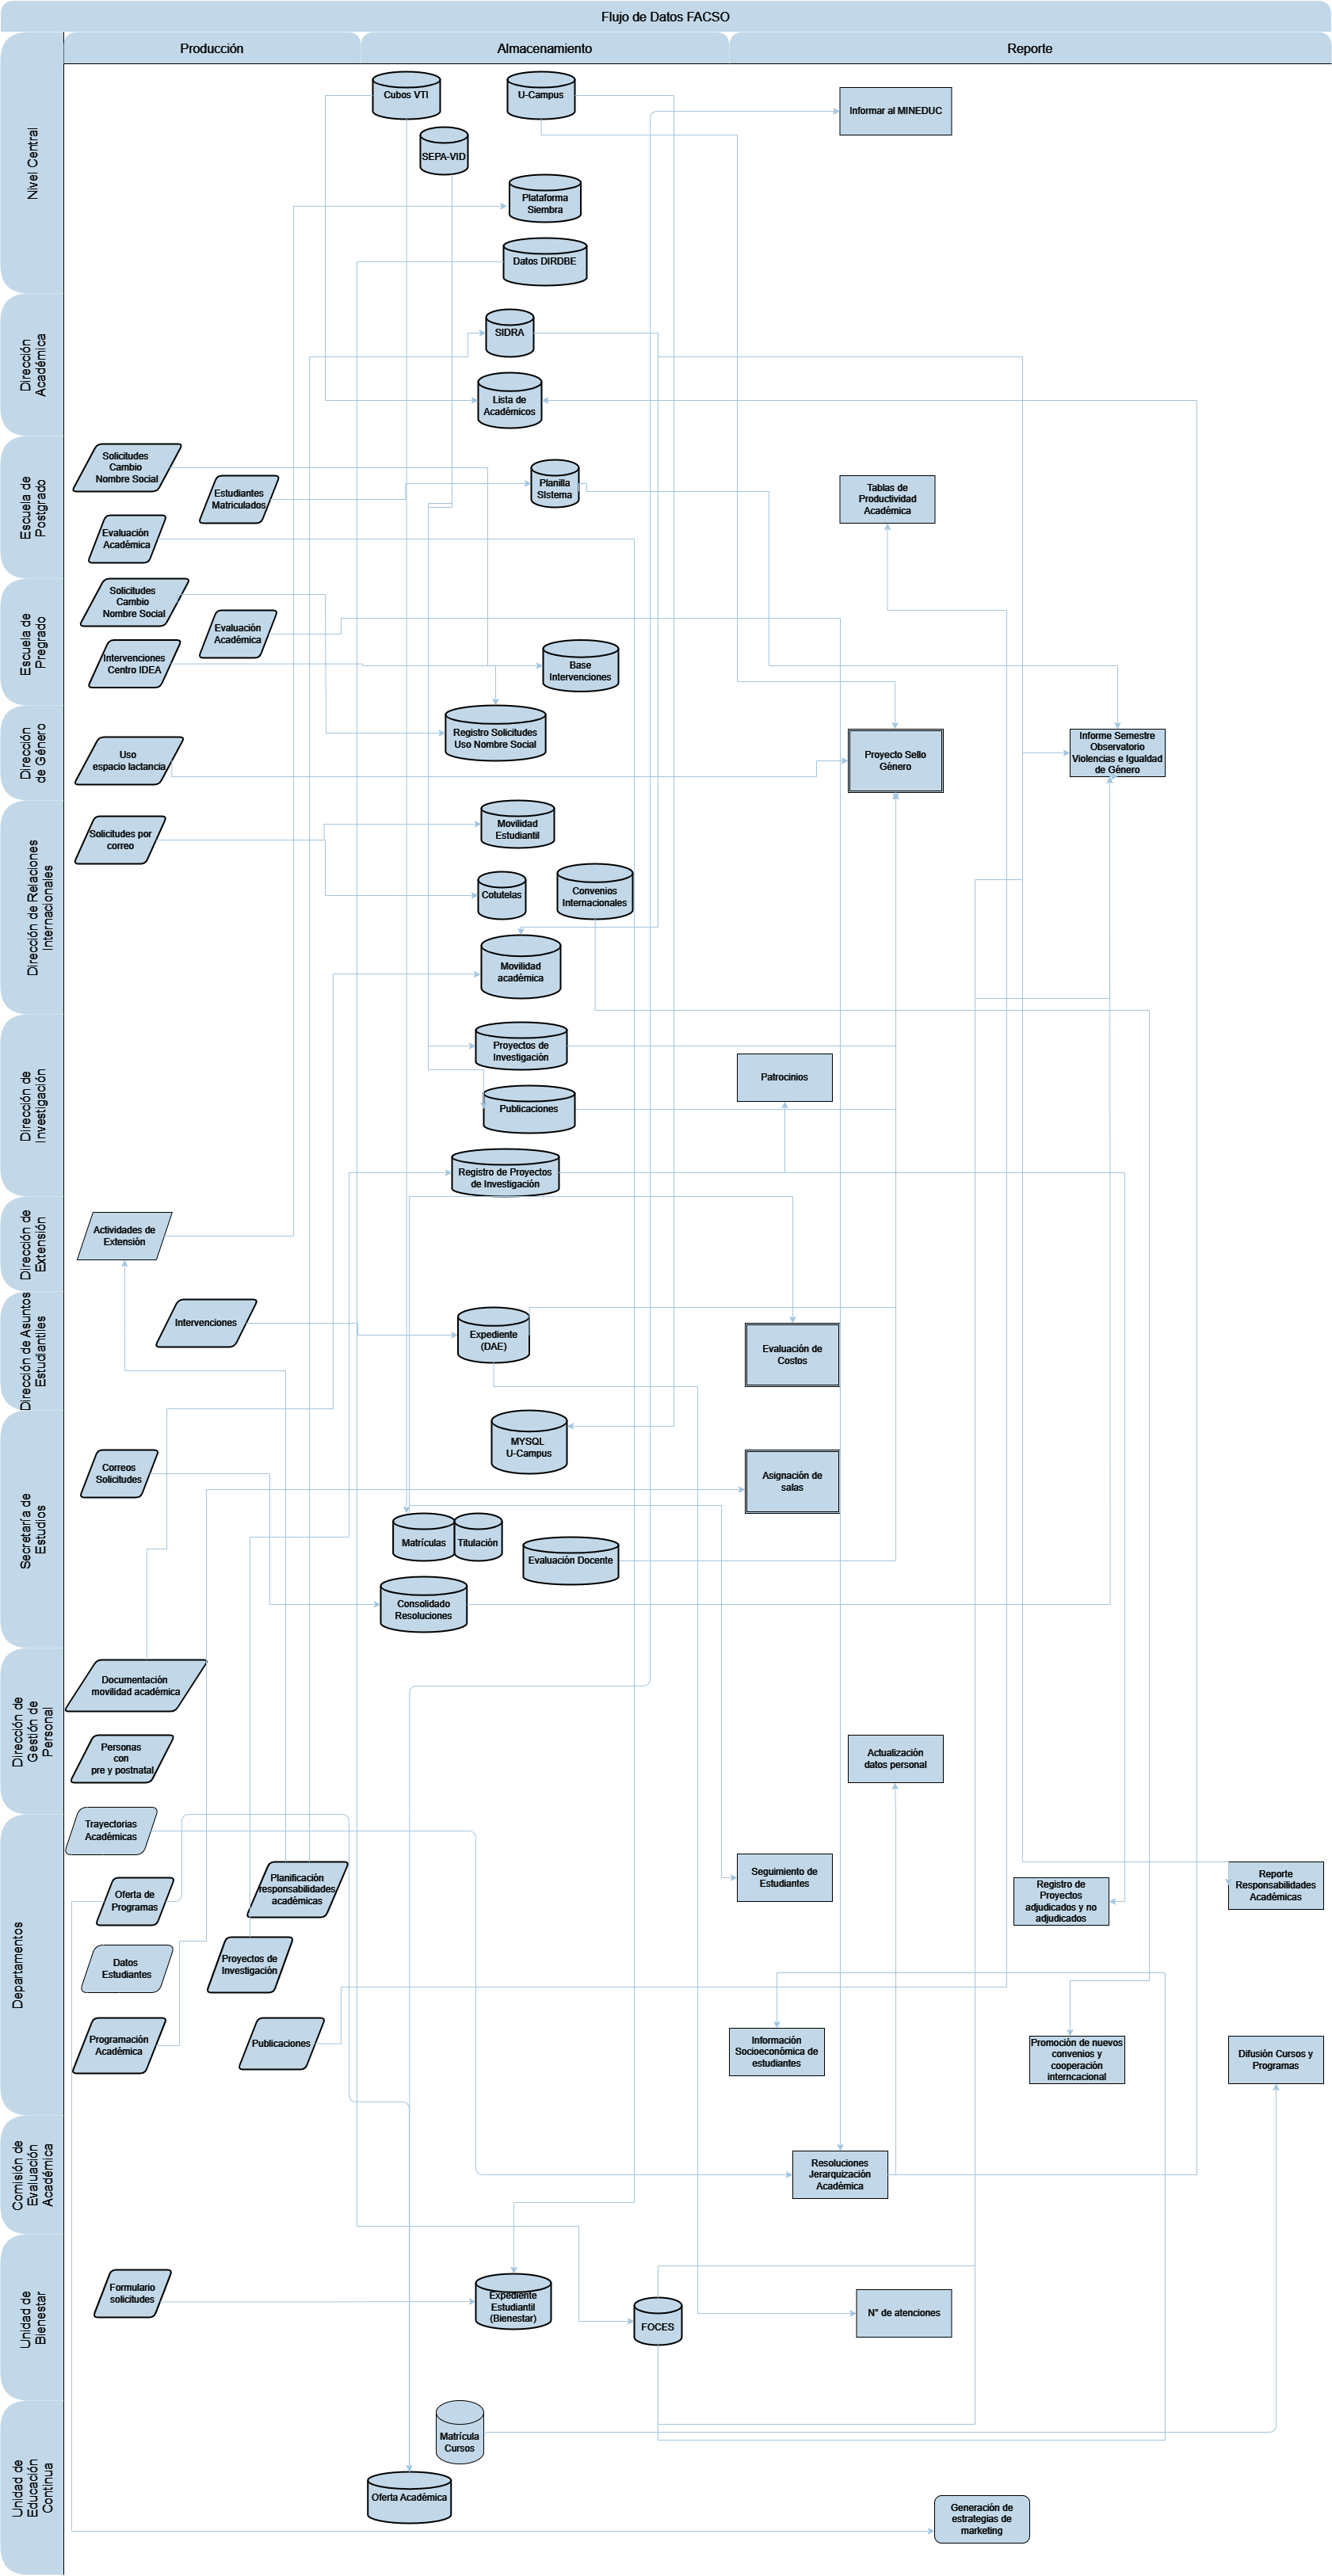 Flujo de Datos FACSO
Producción
Almacenamiento
Reporte
Nivel Central
Cubos VTI
U-Campus
SEPA-VID
Plataforma
Siembra
Datos DIRDBE
Informar al MINEDUC
Dirección
Académica
SIDRA
Lista de
Académicos
Escuela de
Postgrado
Solicitudes
Cambio
Nombre Social
Estudiantes
Matriculados
Evaluación
Académica
Planilla
SIstema
Tablas de
Productividad
Académica
Escuela de
Pregrado
Solicitudes
Cambio
Nombre Social
Evaluación
Académica
Intervenciones
Centro IDEA
Base
Intervenciones
Dirección
de Género
Uso
espacio lactancia
Registro Solicitudes
Uso Nombre Social
Proyecto Sello
Género
Informe Semestre
Observatorio
Violencias e Igualdad
de Género
Dirección de Relaciones
Internacionales
Solicitudes por
correo
Movilidad
Estudiantil
Cotutelas
Convenios
Internacionales
Movilidad
académica
Dirección de
Investigación
Proyectos de
Investigación
Publicaciones
Registro de Proyectos
de Investigación
Patrocinios
Dirección de
Extensión
Actividades de
Extensión
Dirección de Asuntos
Estudiantiles
Intervenciones
Expediente
(DAE)
Evaluación de
Costos
Secretaría de
Estudios
Correos
Solicitudes
MYSQL
U-Campus
Matrículas
Titulación
Evaluación Docente
Consolidado
Resoluciones
Asignación de
salas
Dirección de
Gestión de
Personal
Documentación
movilidad académica
Personas
con
pre y postnatal
Actualización
datos personal
Departamentos
Trayectorias
Académicas
Oferta de
Programas
Planificación
responsabilidades
académicas
Datos
Estudiantes
Proyectos de
Investigación
Programación
Académica
Publicaciones
Seguimiento de
Estudiantes
Registro de
Proyectos
adjudicados y no
adjudicados
Reporte
Responsabilidades
Académicas
Información
Socioeconómica de
estudiantes
Promoción de nuevos
convenios y
cooperación
interncacional
Difusión Cursos y
Programas
Comisión de
Evaluación
Académica
Resoluciones
Jerarquización
Académica
Unidad de
Bienestar
Formulario
solicitudes
Expediente
Estudiantil
(Bienestar)
FOCES
N° de atenciones
Unidad de
Educación
Continua
Matrícula
Cursos
Oferta Académica
Generación de
estrategias de
marketing